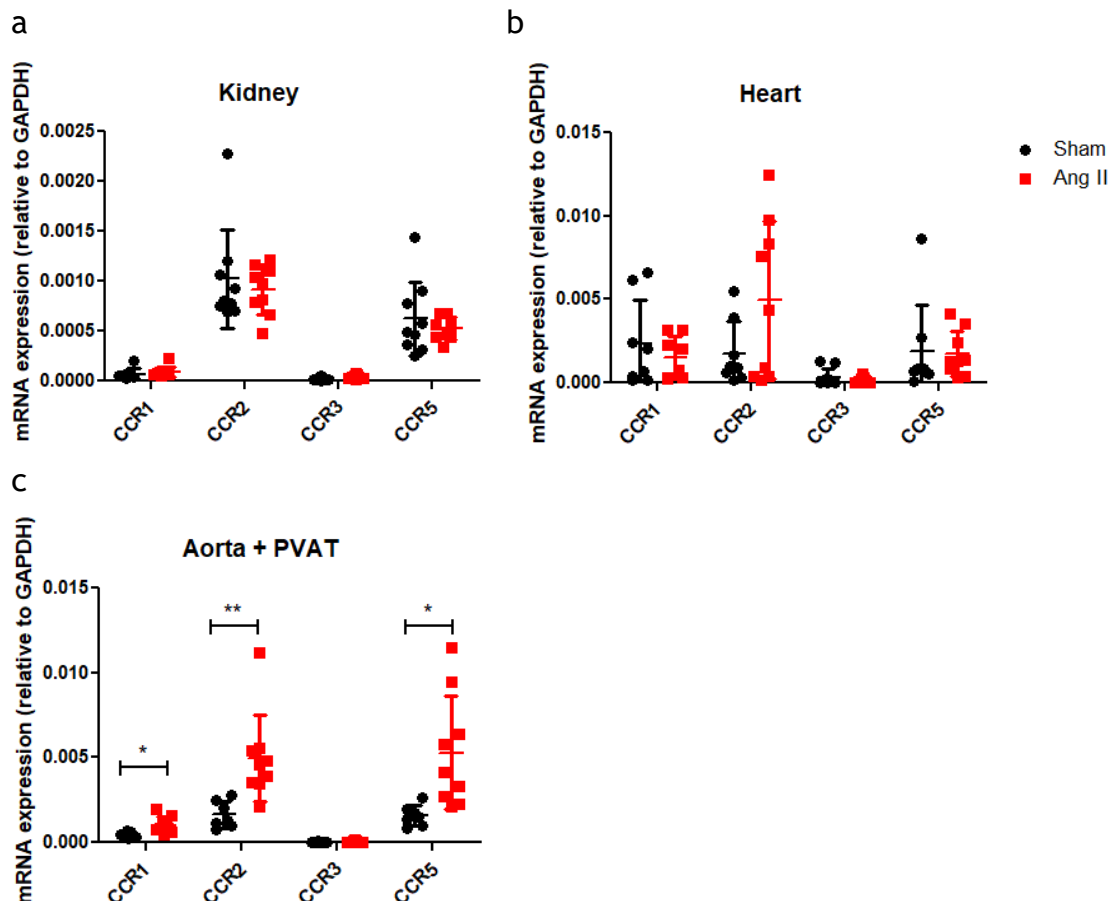 a
Kidney
mRNA expression (relative to GAPDH)
0.0025
0.0020
0.0015
0.0010
0.0005
0.0000
CCR1
CCR2
CCR3
CCR5
b
Heart
mRNA expression (relative to GAPDH)
0.015
0.010
0.005
0.000
CCR1
CCR2
CCR3
CCR5
Sham
Ang II
c
Aorta + PVAT
mRNA expression (relative to GAPDH)
0.015
0.010
0.005
0.000
*
**
*
CCR1
CCR2
CCR3
CCR5